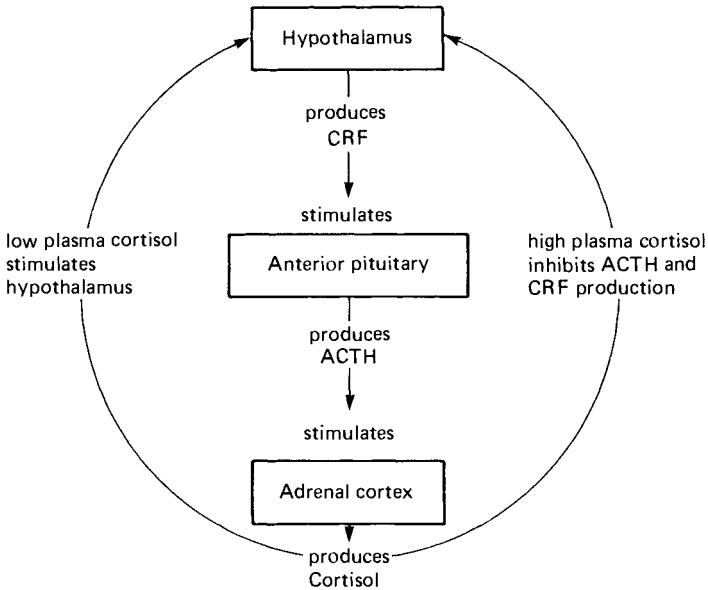 Hypothalamus
produces
CRF
stimulates
low plasma cortisol
stimulates
hypothalamus
Anterior pituitary
high plasma cortisol
inhibits ACTH and
CRF production
produces
ACTH
stimulates
Adrenal cortex
produces
Cortisol